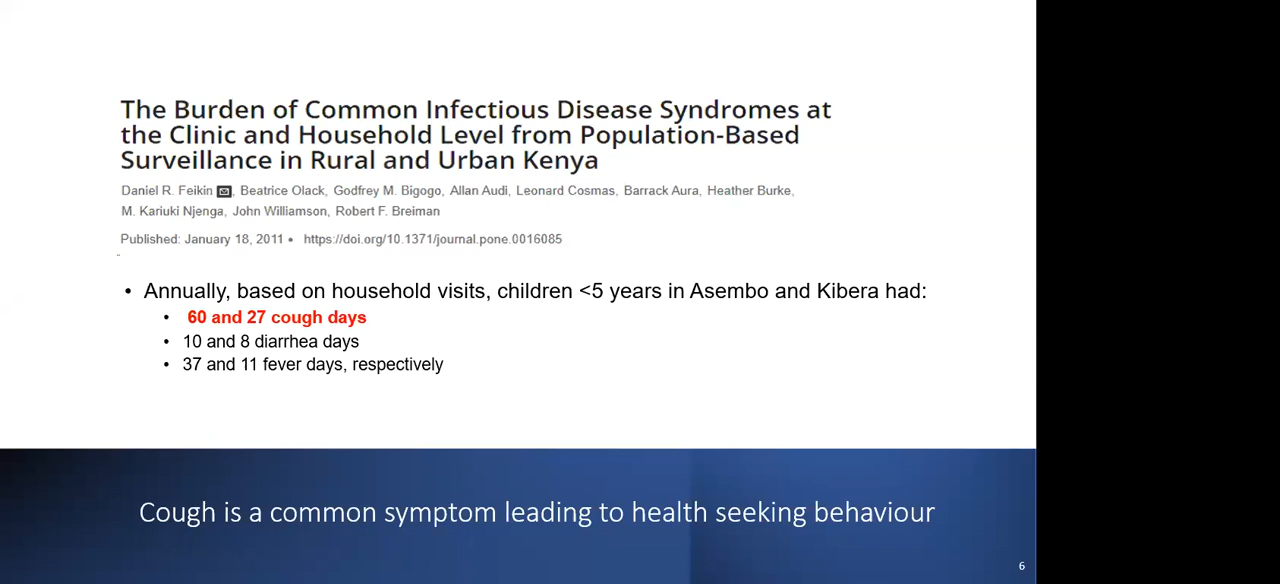 The Burden of Common Infectious Disease Syndromes at
the Clinic and Household Level from Population-Based
Surveillance in Rural and Urban Kenya
Daniel R. Feikin, Beatrice Olack, Godfrey M. Bigogo, Allan Audi, Leonard Cosmas, Barrack Aura, Heather Burke,
M. Kariuki Njenga, John Williamson, Robert F. Breiman
Published: January 18, 2011 • https://doi.org/10.1371/journal.pone.0016085
• Annually, based on household visits, children <5 years in Asembo and Kibera had:
• 60 and 27 cough days
• 10 and 8 diarrhea days
• 37 and 11 fever days, respectively
Cough is a common symptom leading to health seeking behaviour
6